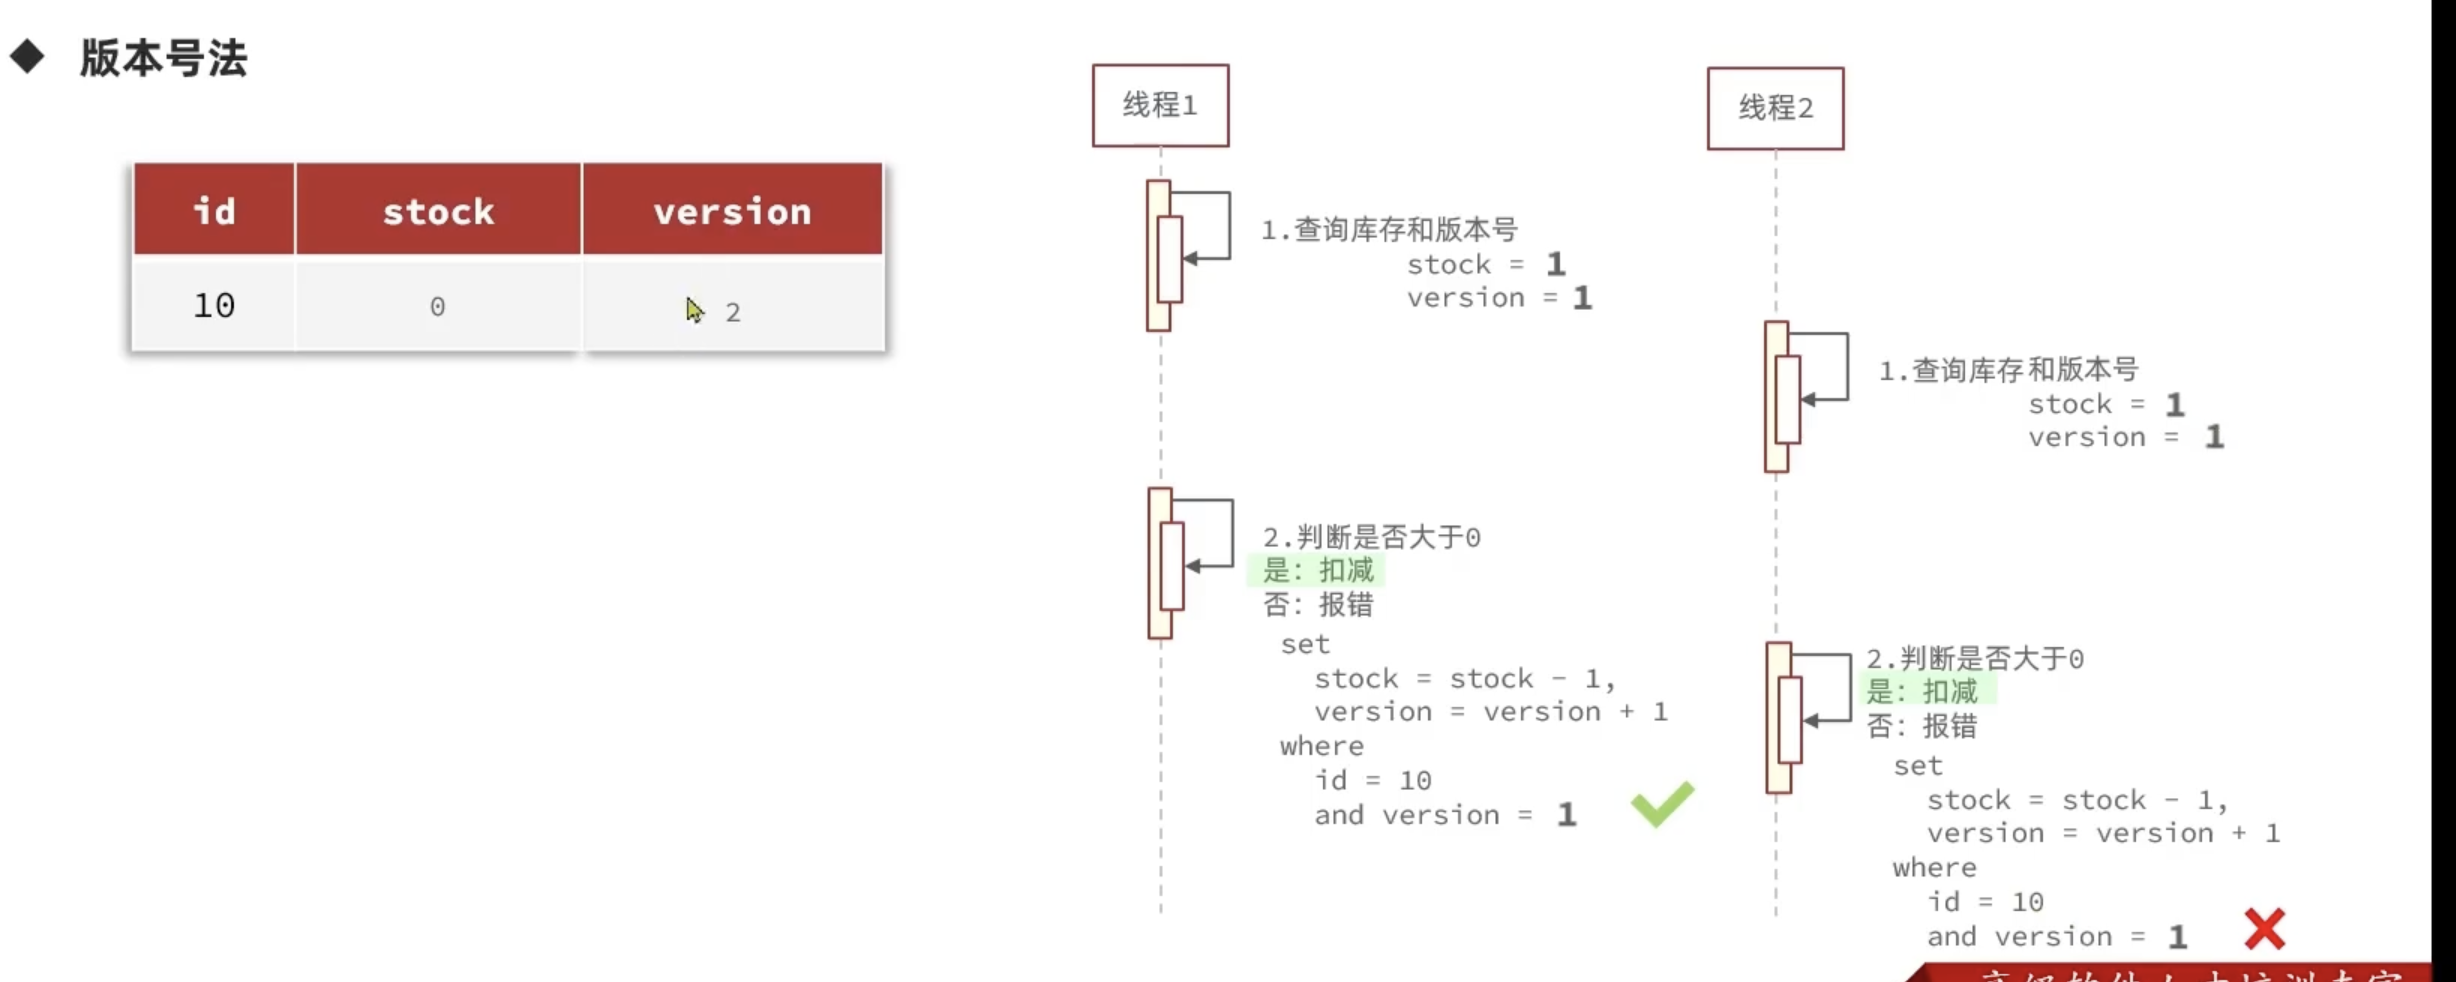 ◆ 版本号法
id stock version
10 0 2
线程1
1.查询库存和版本号
stock = 1
version = 1
2.判断是否大于0
是：扣减
否：报错
set
stock = stock - 1,
version = version + 1
where
id = 10
and version = 1
线程2
1.查询库存和版本号
stock = 1
version = 1
2.判断是否大于0
是：扣减
否：报错
set
stock = stock - 1,
version = version + 1
where
id = 10
and version = 1